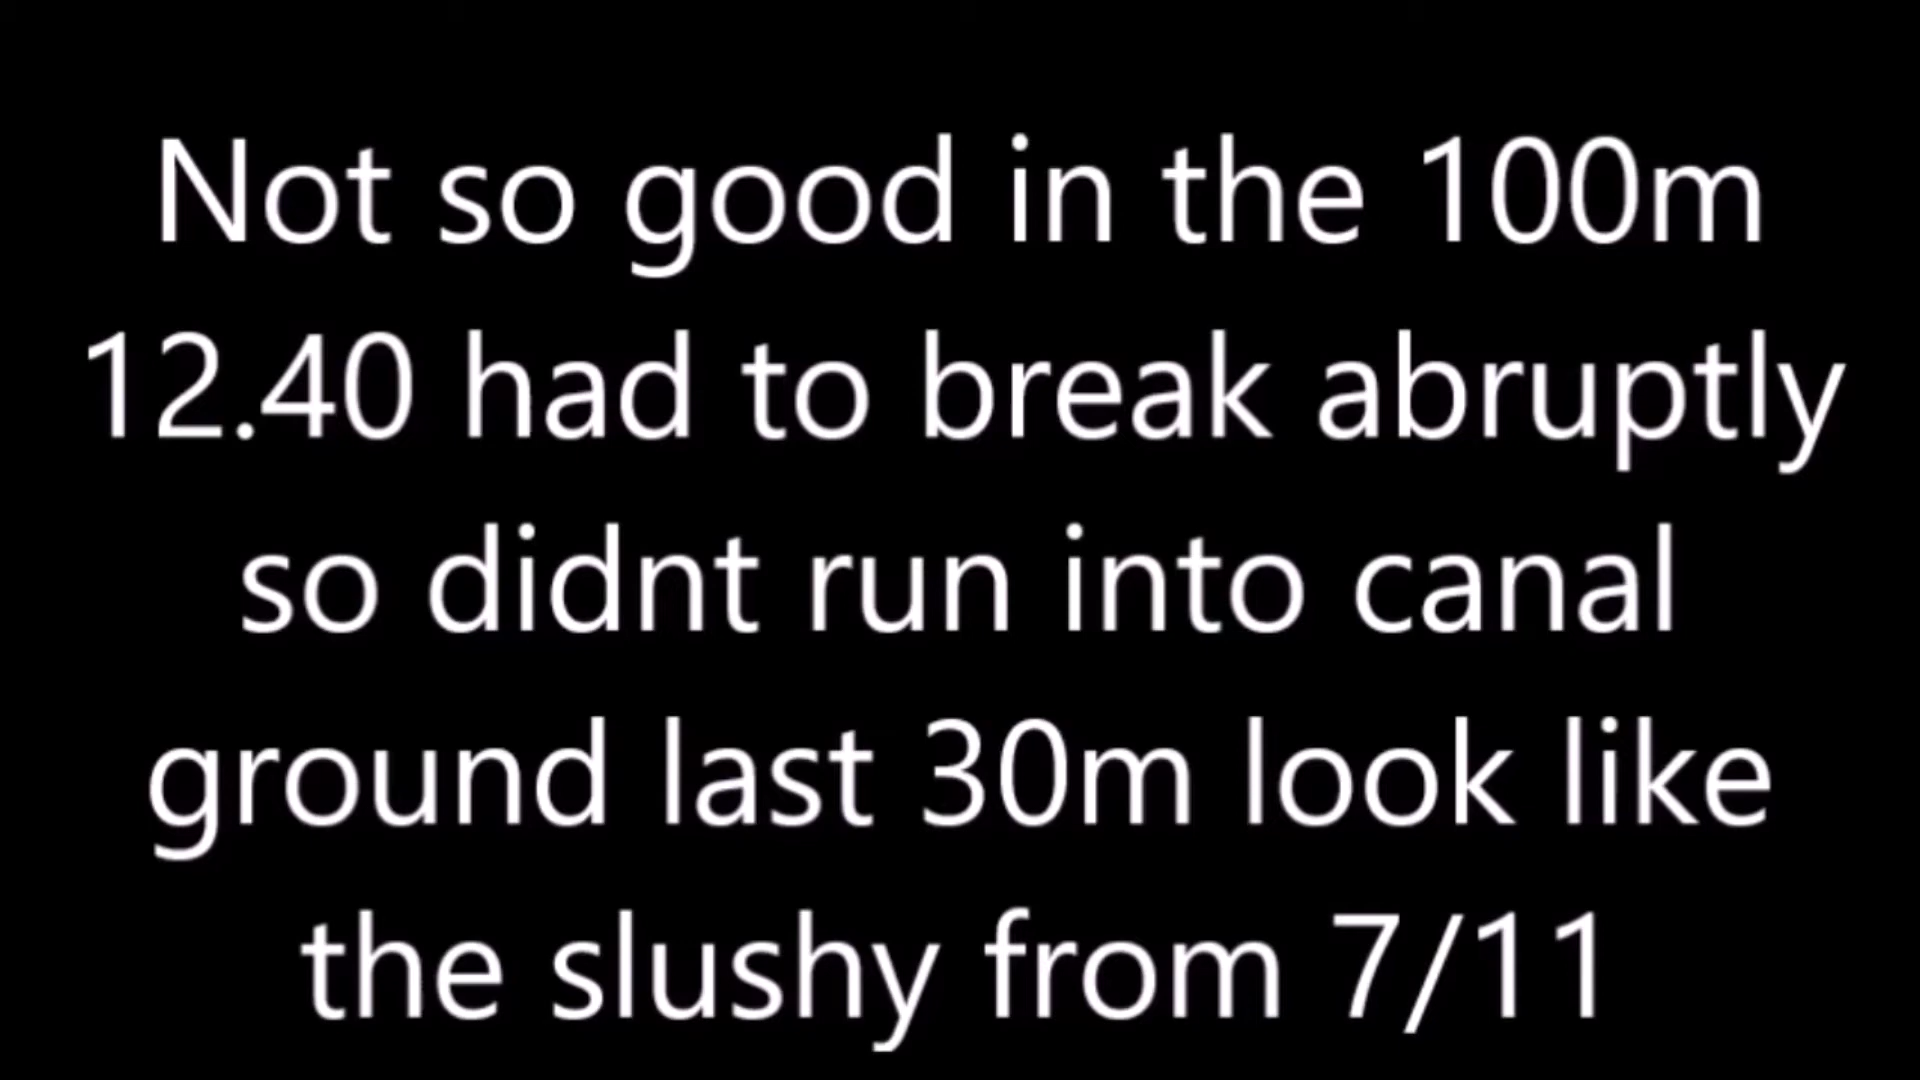 Not so good in the 100m
12.40 had to break abruptly
so didnt run into canal
ground last 30m look like
the slushy from 7/11